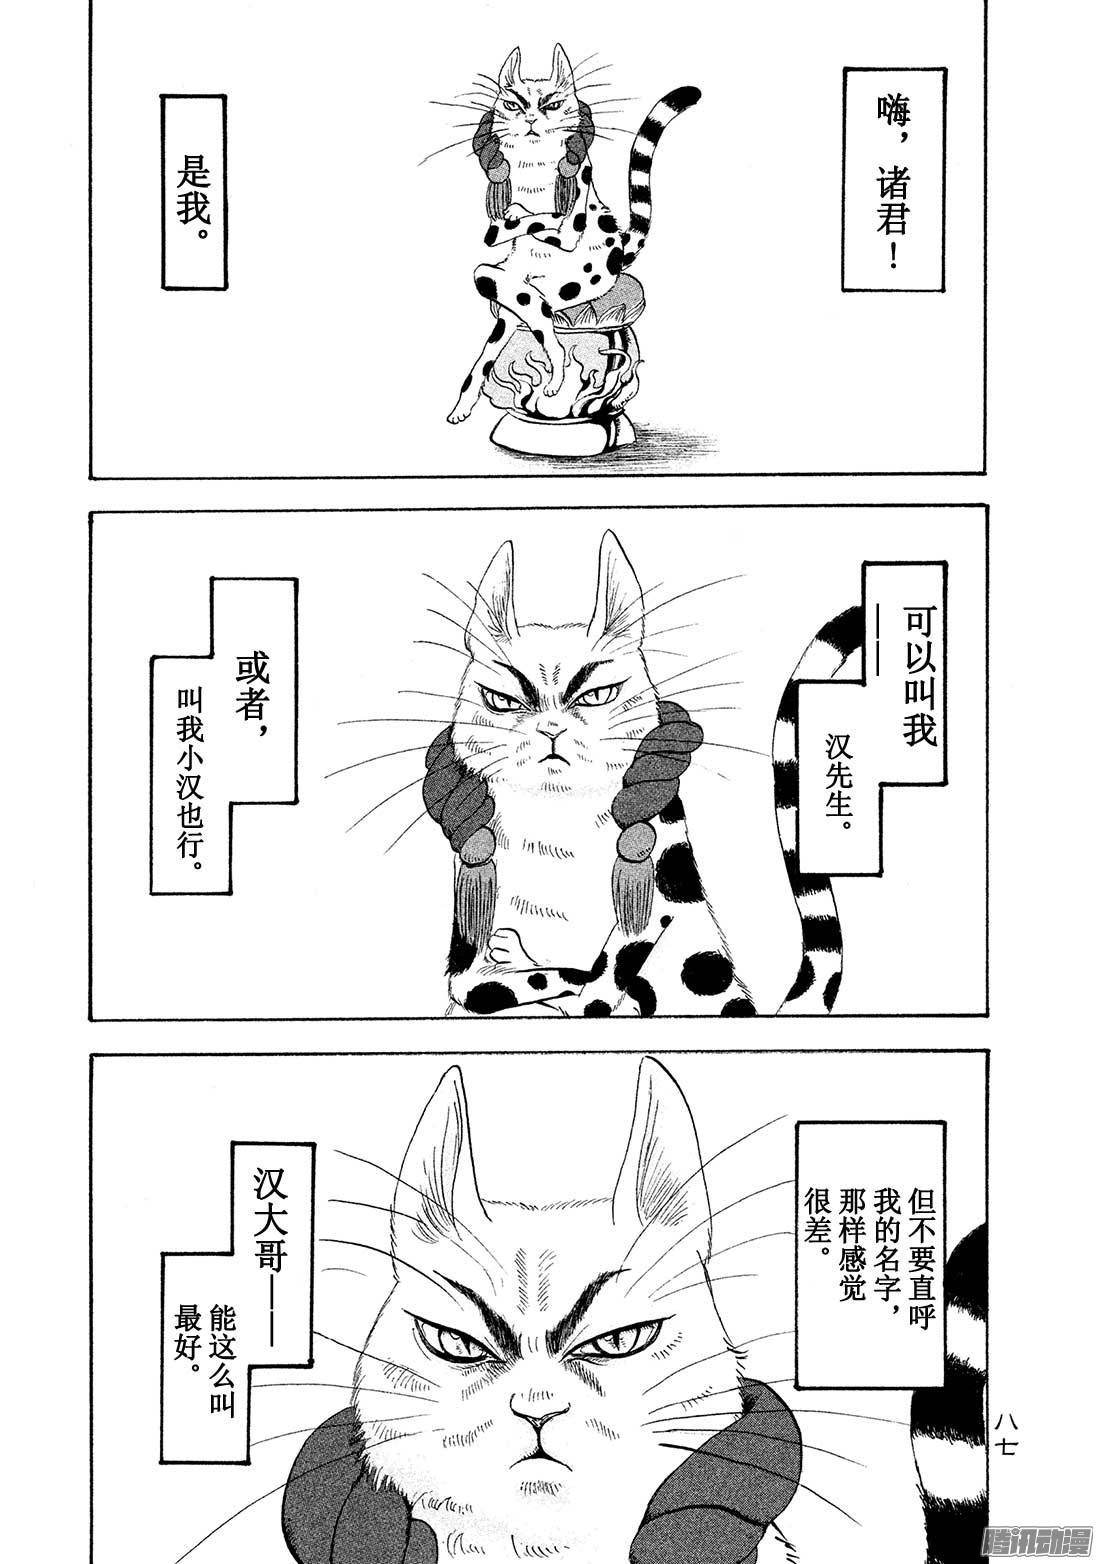 嗨，诸君！
是我。
可以叫我
——
汉先生。
或者，
叫我小汉也行。
但不要直呼
我的名字，
那样感觉
很差。
汉大哥——
能这么叫
最好。
八七
腾讯动漫